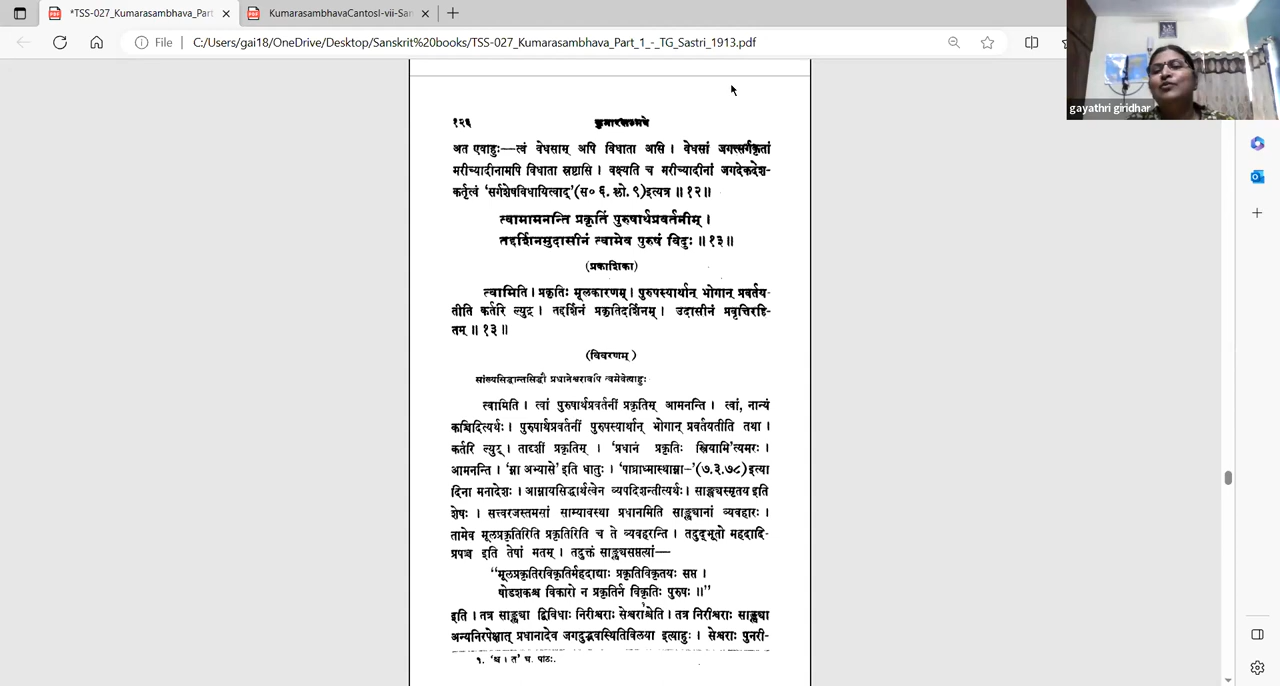 *TSS-027_Kumarasambhava_Part
KumarasambhavaCantosI-vii-San
File
C:/Users/gai18/OneDrive/Desktop/Sanskrit%20books/TSS-027_Kumarasambhava_Part_1_-_TG_Sastri_1913.pdf
gayathri giridhar
१२६ कुमारसम्भवे
अत एवाहुः—त्वं वेधसाम् अपि विधाता असि । वेधसां जगत्सर्गकृतां
मरीच्यादीनामपि विधाता स्रष्टासि । वक्ष्यति च मरीच्यादीनां जगदेकदेश-
कर्तृत्वं 'सर्गशेषविधायित्वाद्' (स० ६. श्लो. ९) इत्यत्र ॥ १२ ॥
त्वामामनन्ति प्रकृतिं पुरुषार्थप्रवर्तनीम् ।
तद्दर्शिनमुदासीनं त्वामेव पुरुषं विदुः ॥ १३ ॥
(प्रकाशिका)
त्वामिति । प्रकृतिः मूलकारणम् । पुरुषस्यार्थान् भोगान् प्रवर्तय-
तीति कर्तरि ल्युट् । तद्दर्शिनं प्रकृतिदर्शिनम् । उदासीनं प्रवृत्तिरहि-
तम् ॥ १३ ॥
(विवरणम्)
सांख्यसिद्धान्तसिद्धौ प्रधानेश्वरावपि त्वमेवेत्याहुः
त्वामिति । त्वां पुरुषार्थप्रवर्तनीं प्रकृतिम् आमनन्ति । त्वां, नान्यं
कञ्चिदित्यर्थः । पुरुषार्थप्रवर्तनीं पुरुषस्यार्थान् भोगान् प्रवर्तयतीति तथा ।
कर्तरि ल्युट् । तादृशीं प्रकृतिम् । 'प्रधानं प्रकृतिः स्त्रियामि'त्यमरः ।
आमनन्ति । 'म्ना अभ्यासे' इति धातुः । 'पाघ्राध्मास्थाम्ना—' (७.३.७८) इत्या
दिना मनादेशः । आम्नायसिद्धार्थत्वेन व्यपदिशन्तीत्यर्थः । साङ्ख्यस्मृतय इति
शेषः । सत्त्वरजस्तमसां साम्यावस्था प्रधानमिति साङ्ख्यानां व्यवहारः ।
तामेव मूलप्रकृतिरिति प्रकृतिरिति च ते व्यवहरन्ति । तदुद्भूतो महदादि-
प्रपञ्च इति तेषां मतम् । तदुक्तं साङ्ख्यसप्तत्यां—
"मूलप्रकृतिरविकृतिर्महदाद्याः प्रकृतिविकृतयः सप्त ।
षोडशकश्च विकारो न प्रकृतिर्न विकृतिः पुरुषः ॥"
इति । तत्र साङ्ख्या द्विविधाः निरीश्वराः सेश्वराश्चेति । तत्र निरीश्वराः साङ्ख्या
अन्यनिरपेक्षात् प्रधानादेव जगदुद्भवस्थितिविलया इत्याहुः । सेश्वराः पुनरी-